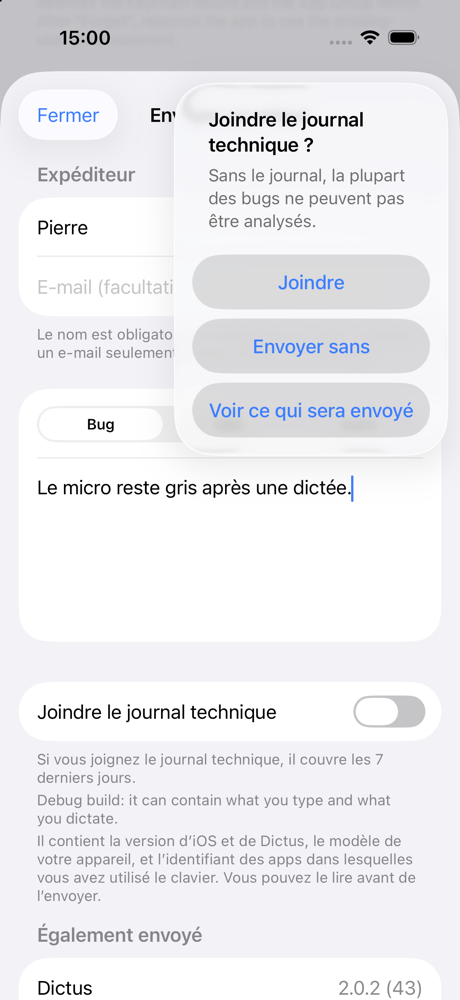 15:00
Fermer
Joindre le journal
technique ?
Sans le journal, la plupart
des bugs ne peuvent pas
être analysés.
Joindre
Envoyer sans
Voir ce qui sera envoyé
Expéditeur
Pierre
E-mail
Le nom est
un e-mail
Bug
Le micro reste gris après une dictée.
Joindre le journal technique
Si vous joignez le journal technique, il couvre les 7
derniers jours.
Debug build: it can contain what you type and what
you dictate.
Il contient la version d’iOS et de Dictus, le modèle de
votre appareil, et l’identifiant des apps dans lesquelles
vous avez utilisé le clavier. Vous pouvez le lire avant de
l’envoyer.
Également envoyé
Dictus 2.0.2 (43)